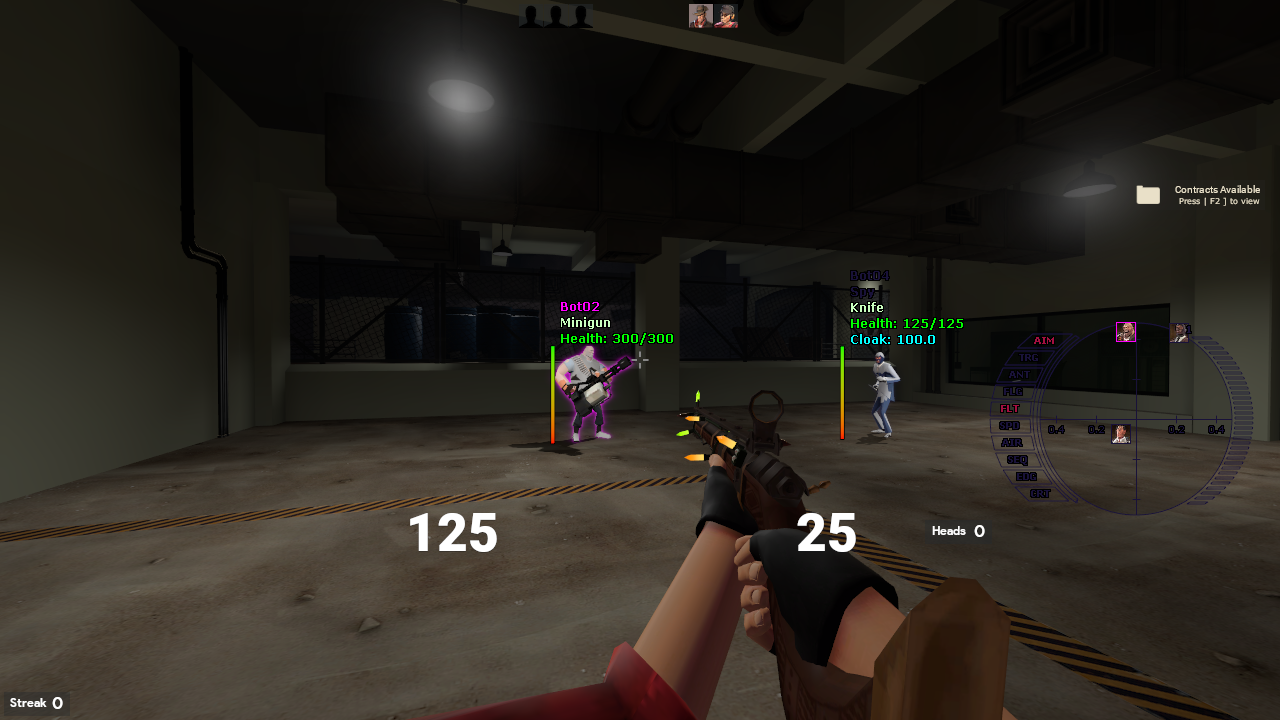 Contracts Available
Press [ F2 ] to view
Bot04
Spy
Bot02
Knife
Minigun
Health: 125/125
Health: 300/300
Cloak: 100.0
AIM
TRG
ANT
FLT
SPD
0.4
0.2
0.2
0.4
AIR
SEQ
EDG
CRT
125
25
Heads 0
Streak 0